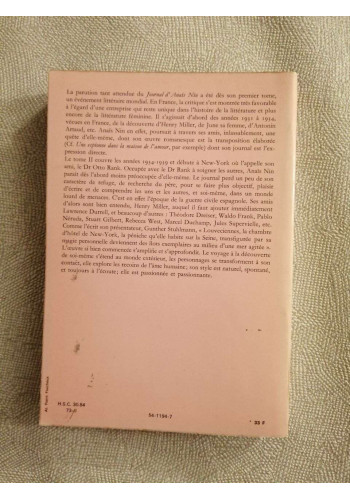 La parution tant attendue du Journal d'Anaïs Nin a été dès son premier tome,
un événement littéraire mondial. En France, la critique s'est montrée très favorable
à l'égard d'une entreprise qui reste unique dans l'histoire de la littérature et plus
encore de la littérature féminine. Il s'agissait d'abord des années 1931 à 1934,
vécues en France, de la découverte d'Henry Miller, de June sa femme, d'Antonin
Artaud, etc. Anaïs Nin en effet, poursuit à travers ses amis, inlassablement, une
quête d'elle-même, dont son œuvre romanesque est la transposition élaborée
(Cf. Une espionne dans la maison de l'amour, par exemple) dont son journal est l'ex-
pression directe.
Le tome II couvre les années 1934-1939 et débute à New-York où l'appelle son
ami, le Dr Otto Rank. Occupée avec le Dr Rank à soigner les autres, Anaïs Nin
paraît dès l'abord moins préoccupée d'elle-même. Le journal perd un peu de son
caractère de refuge, de recherche du père, pour se faire plus objectif, plaisir
d'écrire et de comprendre les uns et les autres, et soi-même, dans un monde
lourd de menaces. C'est en effet l'époque de la guerre civile espagnole. Ses amis
d'alors sont bien entendu, Henry Miller, auquel il faut ajouter immédiatement
Lawrence Durrell, et beaucoup d'autres : Théodore Dreiser, Waldo Frank, Pablo
Néruda, Stuart Gilbert, Rebecca West, Marcel Duchamp, Jules Supervielle, etc.
Comme l'écrit son présentateur, Gunther Stuhlmann, « Louveciennes, la chambre
d'hôtel de New-York, la péniche qu'elle habite sur la Seine, transfigurée par sa
magie personnelle deviennent des îlots exemplaires au milieu d'une mer agitée ».
L'œuvre si bien commencée s'amplifie et s'approfondit. Le voyage à la découverte
de soi-même s'étend au monde extérieur, les personnages se transforment à son
contact, elle explore les recoins de l'âme humaine ; son style est naturel, spontané,
et toujours à l'écoute ; elle est passionnée et passionnante.
N.S.C. 30.84
54-1194-7